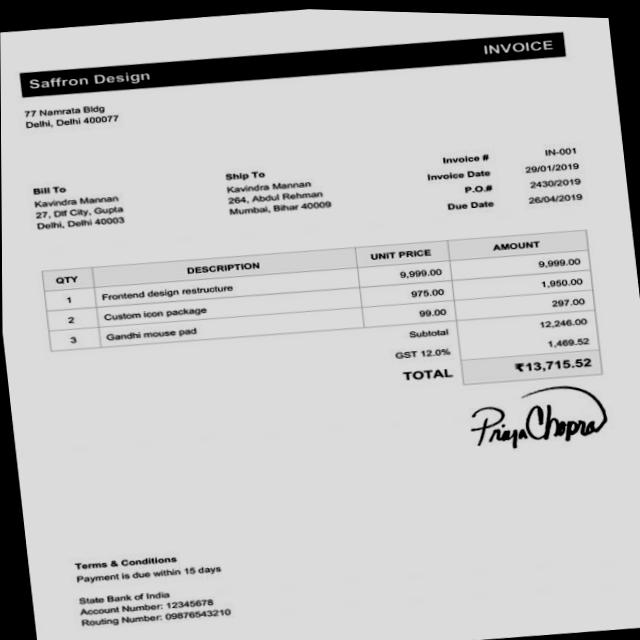 Saffron Design INVOICE
77 Namrata Bldg
Delhi, Delhi 400077
Bill To
Kavindra Mannan
27, Dlf City, Gupta
Delhi, Delhi 40003
Ship To
Kavindra Mannan
264, Abdul Rehman
Mumbai, Bihar 40009
Invoice # IN-001
Invoice Date 29/01/2019
P.O.# 2430/2019
Due Date 26/04/2019
QTY DESCRIPTION UNIT PRICE AMOUNT
1 Frontend design restructure 9,999.00 9,999.00
2 Custom icon package 975.00 1,950.00
3 Gandhi mouse pad 99.00 297.00
Subtotal 12,246.00
GST 12.0% 1,469.52
TOTAL ₹13,715.52
Priya Chopra
Terms & Conditions
Payment is due within 15 days
State Bank of India
Account Number: 12345678
Routing Number: 09876543210